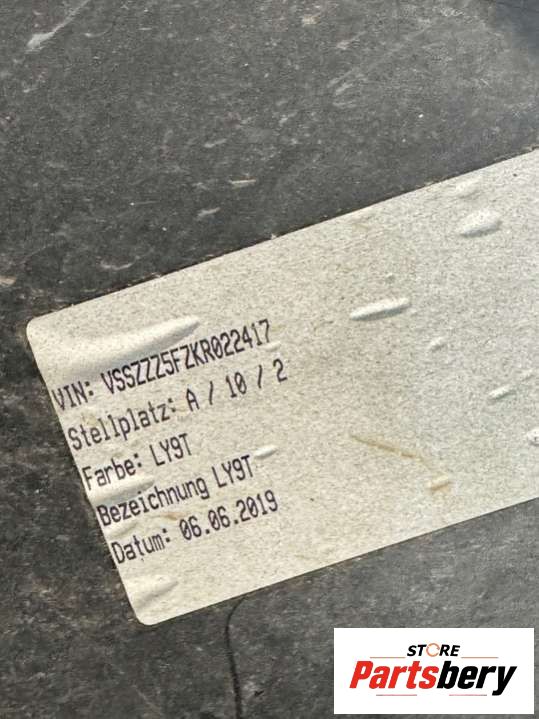 VIN: VSSZZZ5FZKR022417
Stellplatz: A / 10 / 2
Farbe: LY9T
Bezeichnung LY9T
Datum: 06.06.2019
STORE
Partsbery